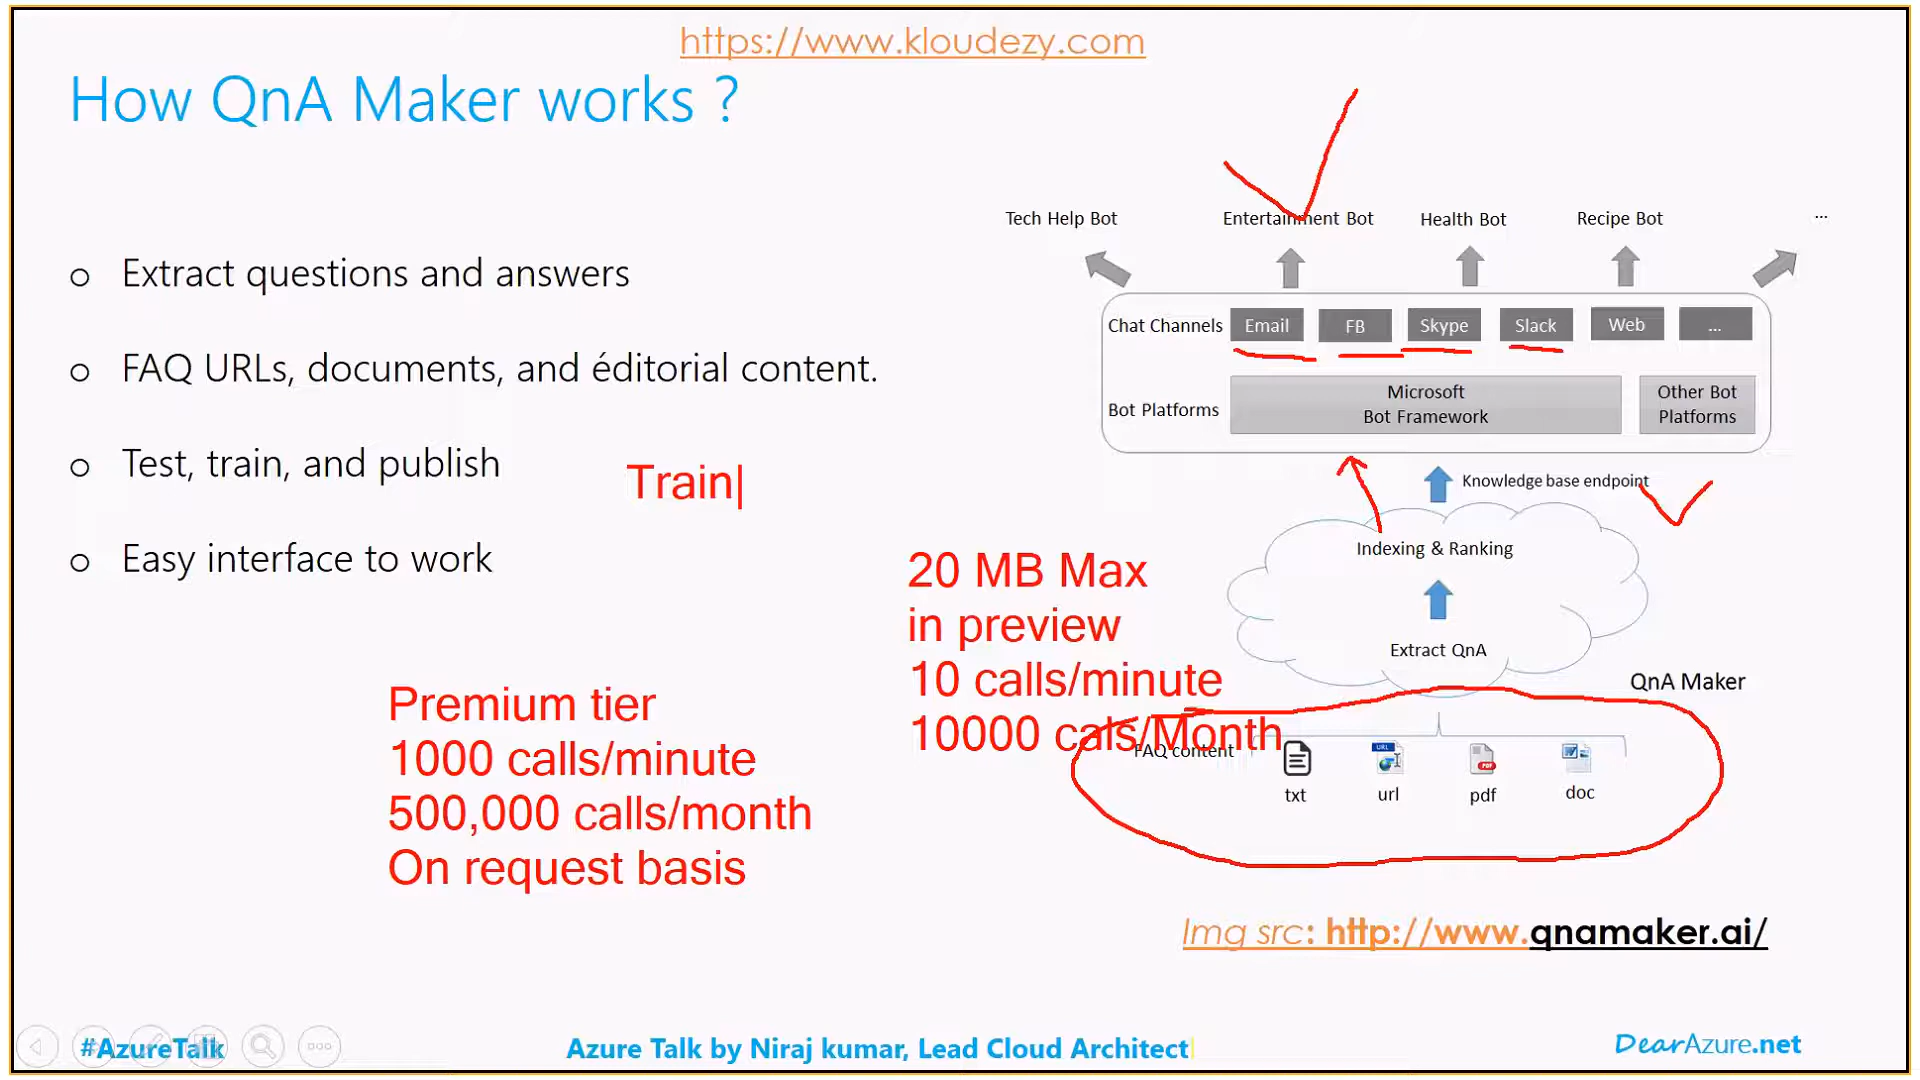 https://www.kloudezy.com
How QnA Maker works ?
o Extract questions and answers
o FAQ URLs, documents, and éditorial content.
o Test, train, and publish
Train
o Easy interface to work
Premium tier
1000 calls/minute
500,000 calls/month
On request basis
20 MB Max
in preview
10 calls/minute
10000 cals/Month
Tech Help Bot Entertainment Bot Health Bot Recipe Bot ...
Chat Channels Email FB Skype Slack Web ...
Bot Platforms
Microsoft
Bot Framework
Other Bot
Platforms
Knowledge base endpoint
Indexing & Ranking
Extract QnA
QnA Maker
FAQ content
URL
PDF
txt url pdf doc
Img src: http://www.qnamaker.ai/
#AzureTalk
Azure Talk by Niraj kumar, Lead Cloud Architect
DearAzure.net